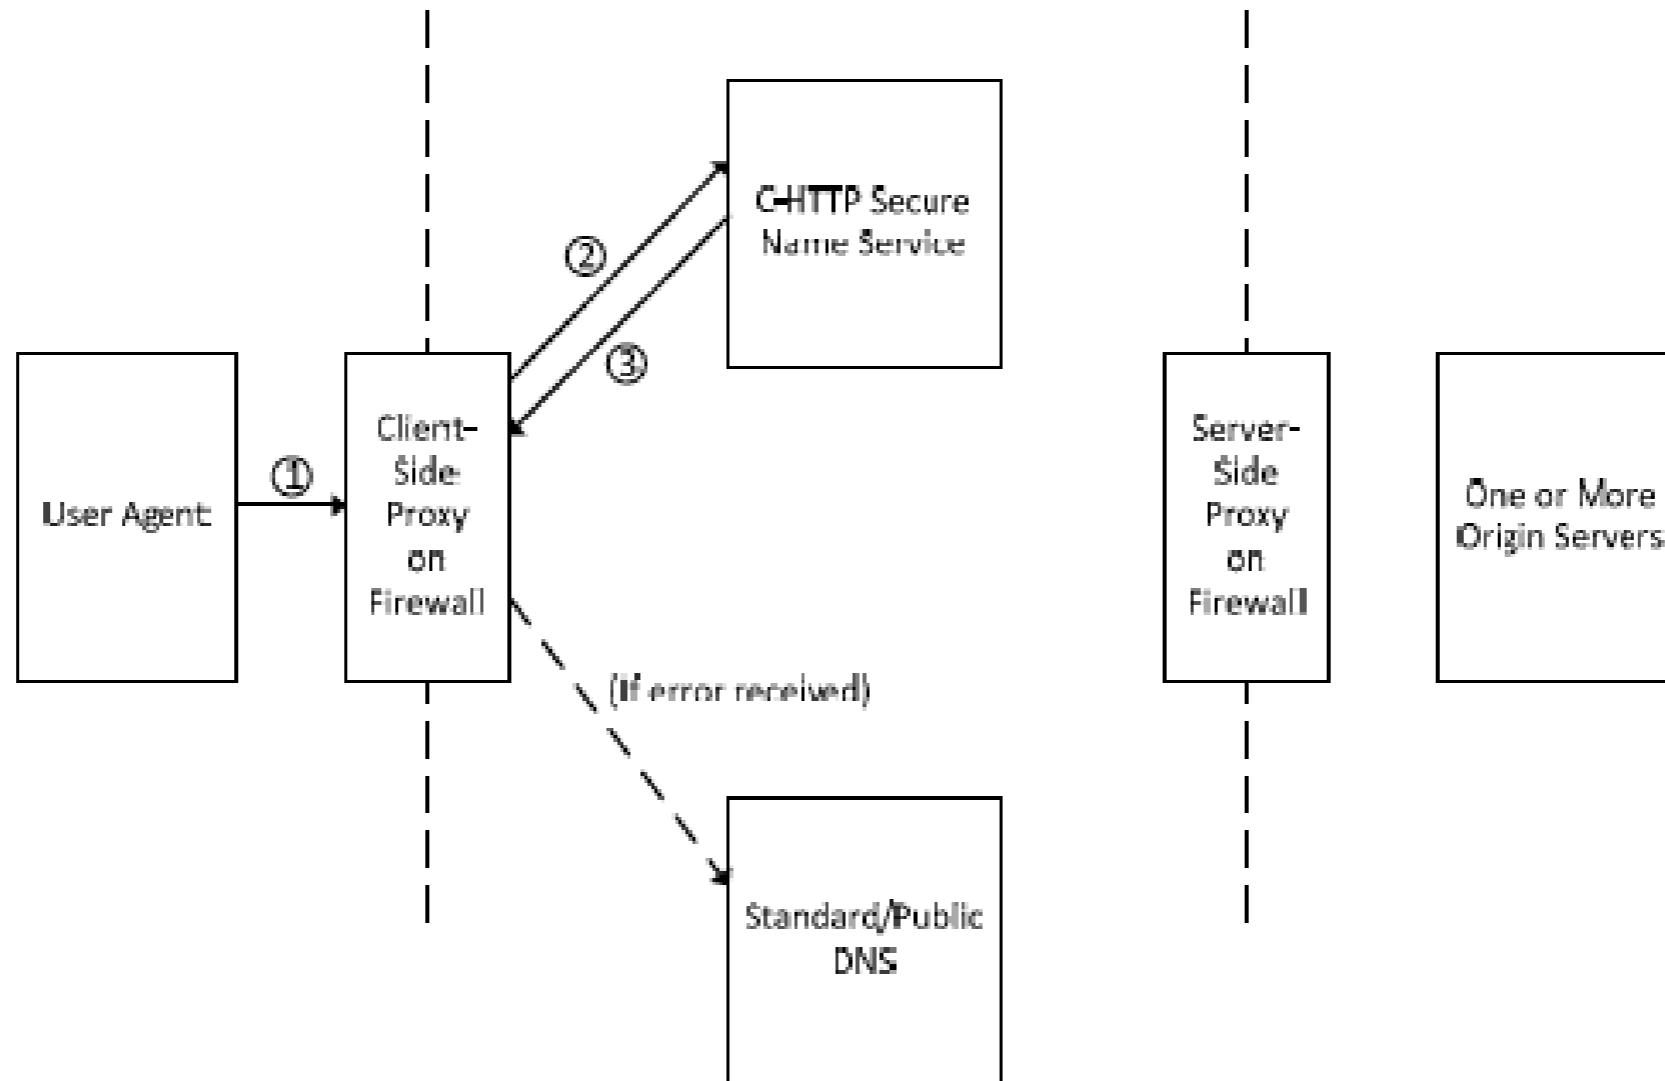 C-HTTP Secure
Name Service
②
③
①
User Agent
Client-
Side
Proxy
on
Firewall
Server-
Side
Proxy
on
Firewall
One or More
Origin Servers
(If error received)
Standard/Public
DNS